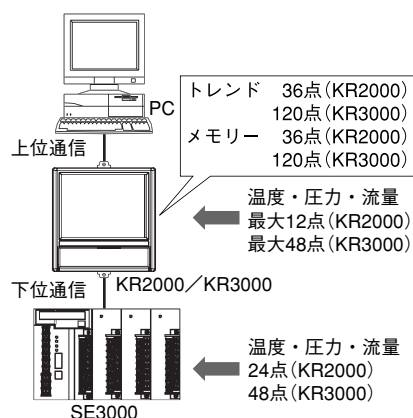 PC
トレンド 36点(KR2000)
120点(KR3000)
メモリー 36点(KR2000)
120点(KR3000)
上位通信
温度・圧力・流量
最大12点(KR2000)
最大48点(KR3000)
下位通信
KR2000／KR3000
温度・圧力・流量
24点(KR2000)
48点(KR3000)
SE3000